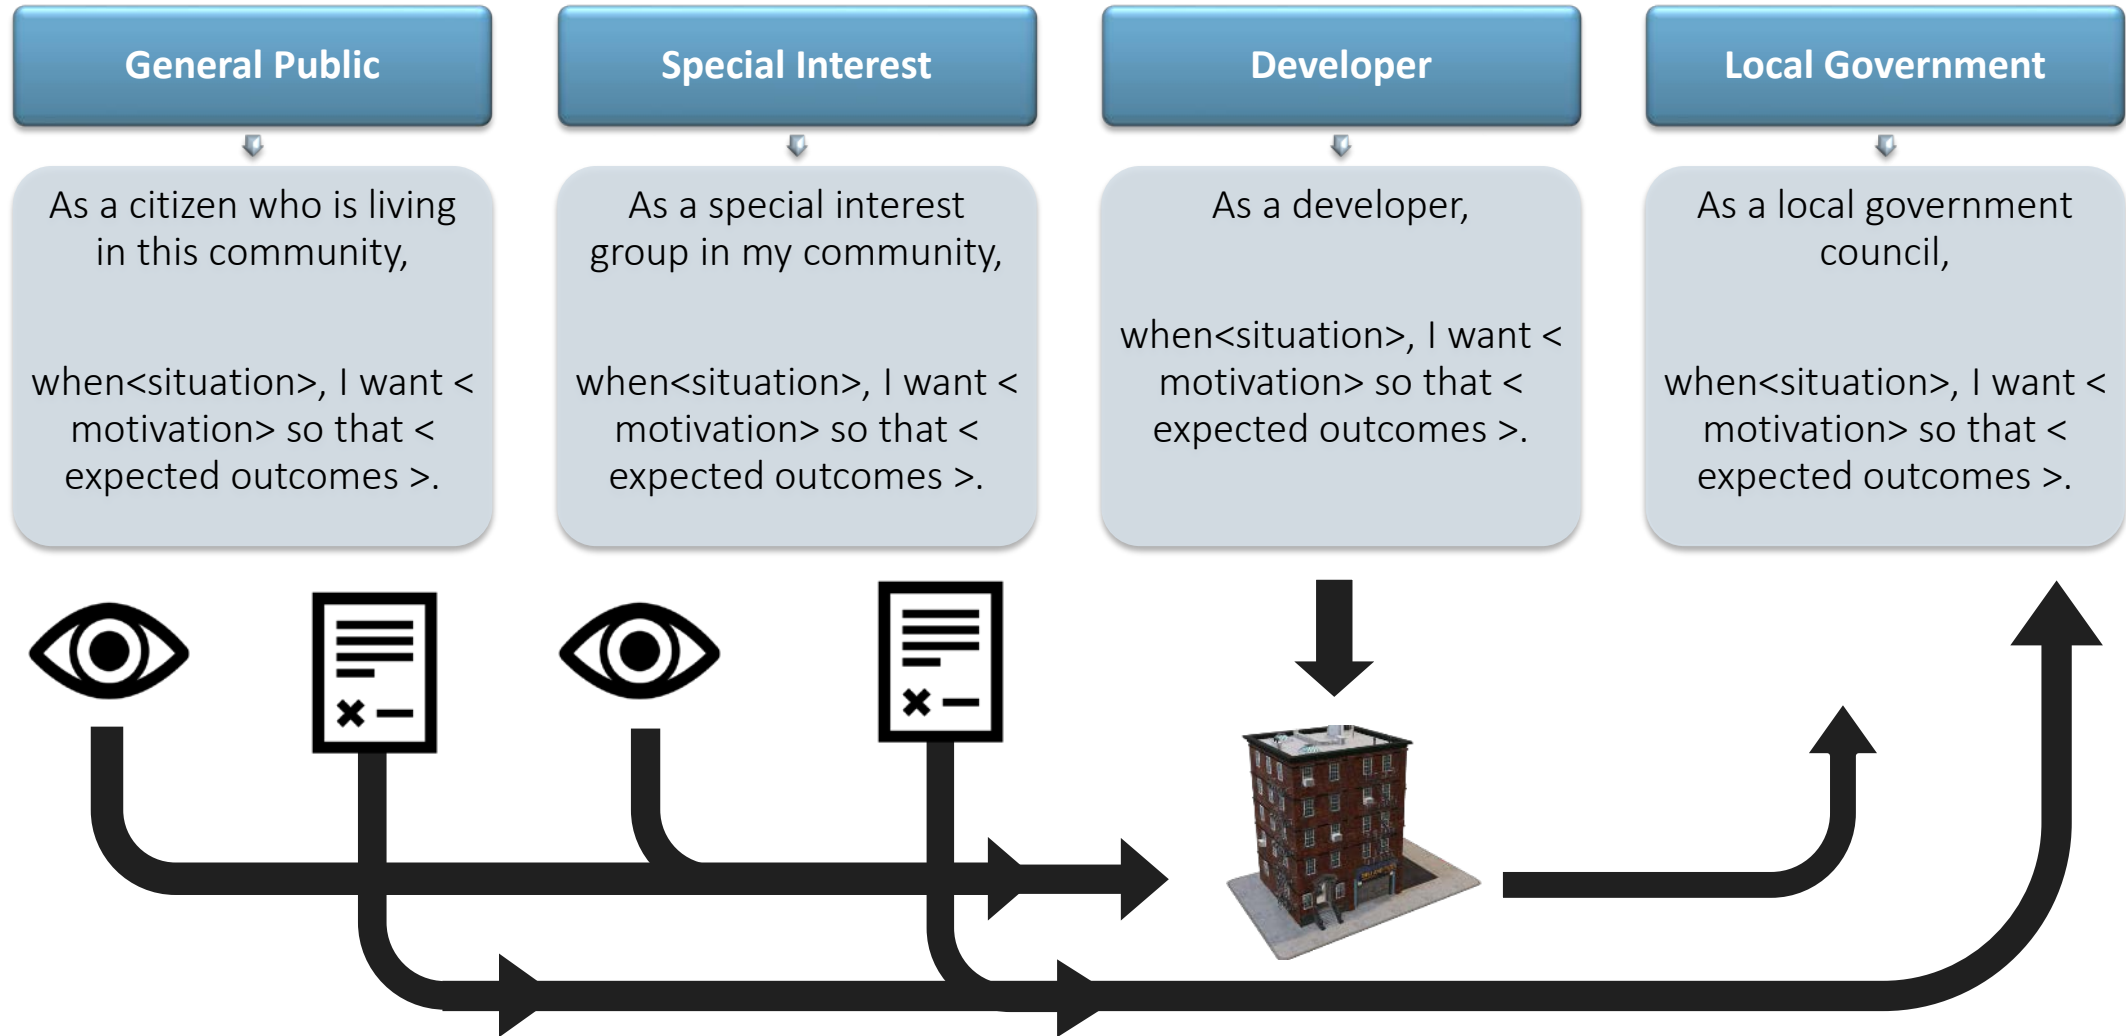 General Public
As a citizen who is living
in this community,
when<situation>, I want <
motivation> so that <
expected outcomes >.
Special Interest
As a special interest
group in my community,
when<situation>, I want <
motivation> so that <
expected outcomes >.
Developer
As a developer,
when<situation>, I want <
motivation> so that <
expected outcomes >.
Local Government
As a local government
council,
when<situation>, I want <
motivation> so that <
expected outcomes >.